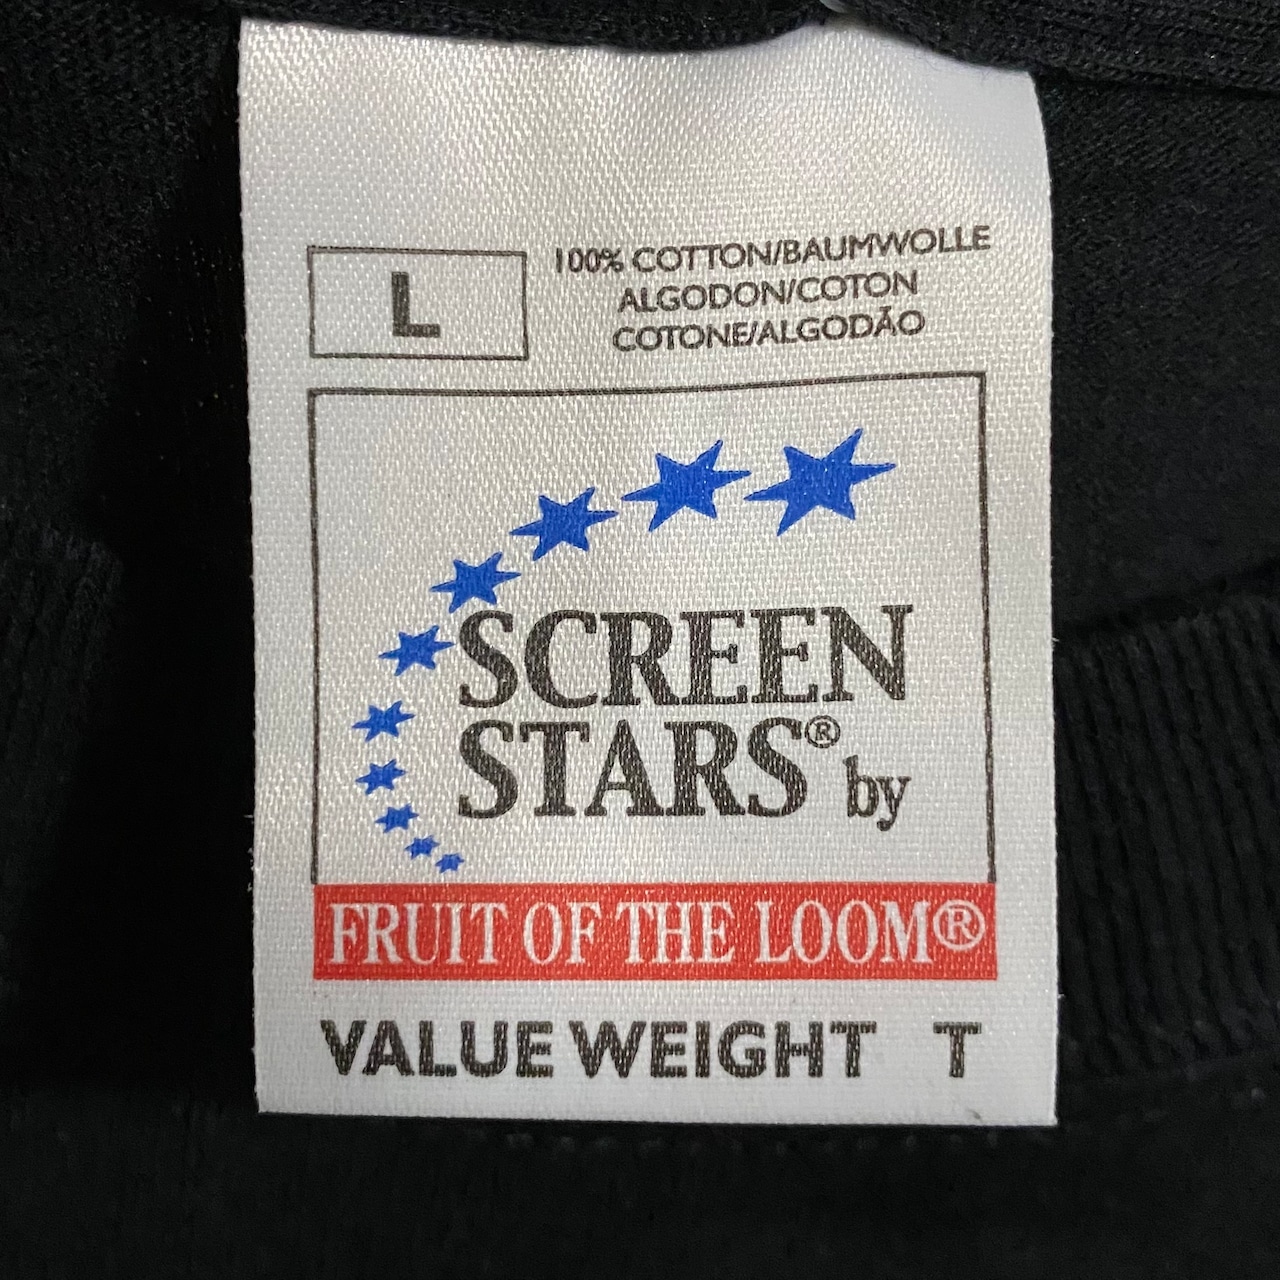 L
100% COTTON/BAUMWOLLE
ALGODON/COTON
COTONE/ALGODÃO
SCREEN
STARS® by
FRUIT OF THE LOOM®
VALUE WEIGHT T